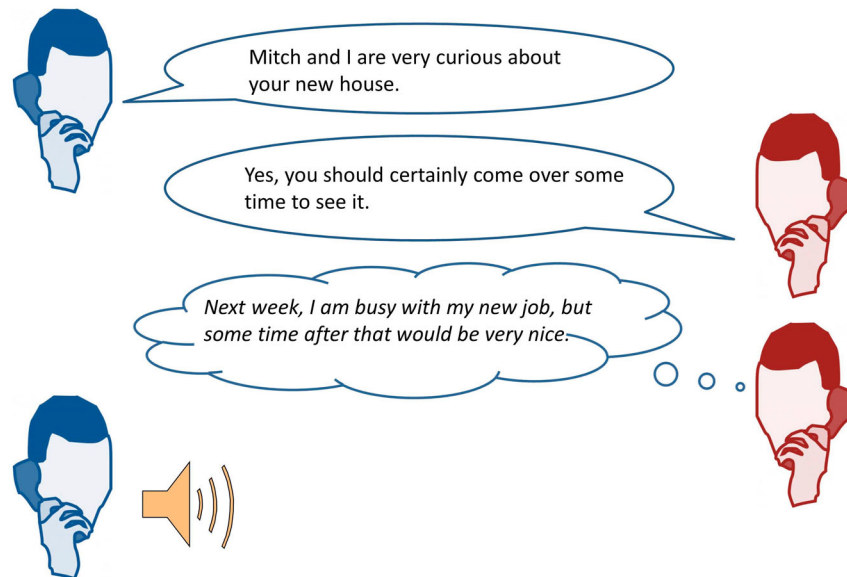 Mitch and I are very curious about
your new house.
Yes, you should certainly come over some
time to see it.
Next week, I am busy with my new job, but
some time after that would be very nice.